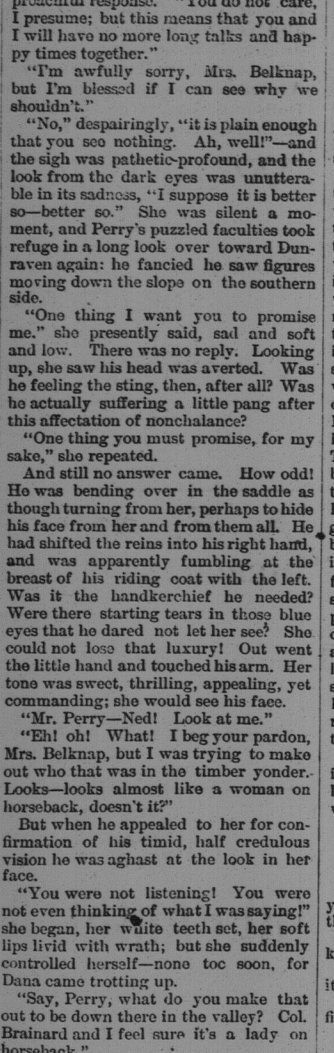 proachful response. "You do not care,
I presume; but this means that you and
I will have no more long talks and hap-
py times together."
"I'm awfully sorry, Mrs. Belknap,
but I'm blessed if I can see why we
shouldn't."
"No," despairingly, "it is plain enough
that you see nothing. Ah, well!"—and
the sigh was pathetic-profound, and the
look from the dark eyes was unuttera-
ble in its sadness, "I suppose it is better
so—better so." She was silent a mo-
ment, and Perry's puzzled faculties took
refuge in a long look over toward Dun-
raven again: he fancied he saw figures
moving down the slope on the southern
side.
"One thing I want you to promise
me." she presently said, sad and soft
and low. There was no reply. Looking
up, she saw his head was averted. Was
he feeling the sting, then, after all? Was
he actually suffering a little pang after
this affectation of nonchalance?
"One thing you must promise, for my
sake," she repeated.
And still no answer came. How odd!
He was bending over in the saddle as
though turning from her, perhaps to hide
his face from her and from them all. He
had shifted the reins into his right hand,
and was apparently fumbling at the
breast of his riding coat with the left.
Was it the handkerchief he needed?
Were there starting tears in those blue
eyes that he dared not let her see? She
could not lose that luxury! Out went
the little hand and touched his arm. Her
tone was sweet, thrilling, appealing, yet
commanding; she would see his face.
"Mr. Perry—Ned! Look at me."
"Eh! oh! What! I beg your pardon,
Mrs. Belknap, but I was trying to make
out who that was in the timber yonder.
Looks—looks almost like a woman on
horseback, doesn't it?"
But when he appealed to her for con-
firmation of his timid, half credulous
vision he was aghast at the look in her
face.
"You were not listening! You were
not even thinking of what I was saying!"
she began, her white teeth set, her soft
lips livid with wrath; but she suddenly
controlled herself—none too soon, for
Dana came trotting up.
"Say, Perry, what do you make that
out to be down there in the valley? Col.
Brainard and I feel sure it's a lady on
horseback."